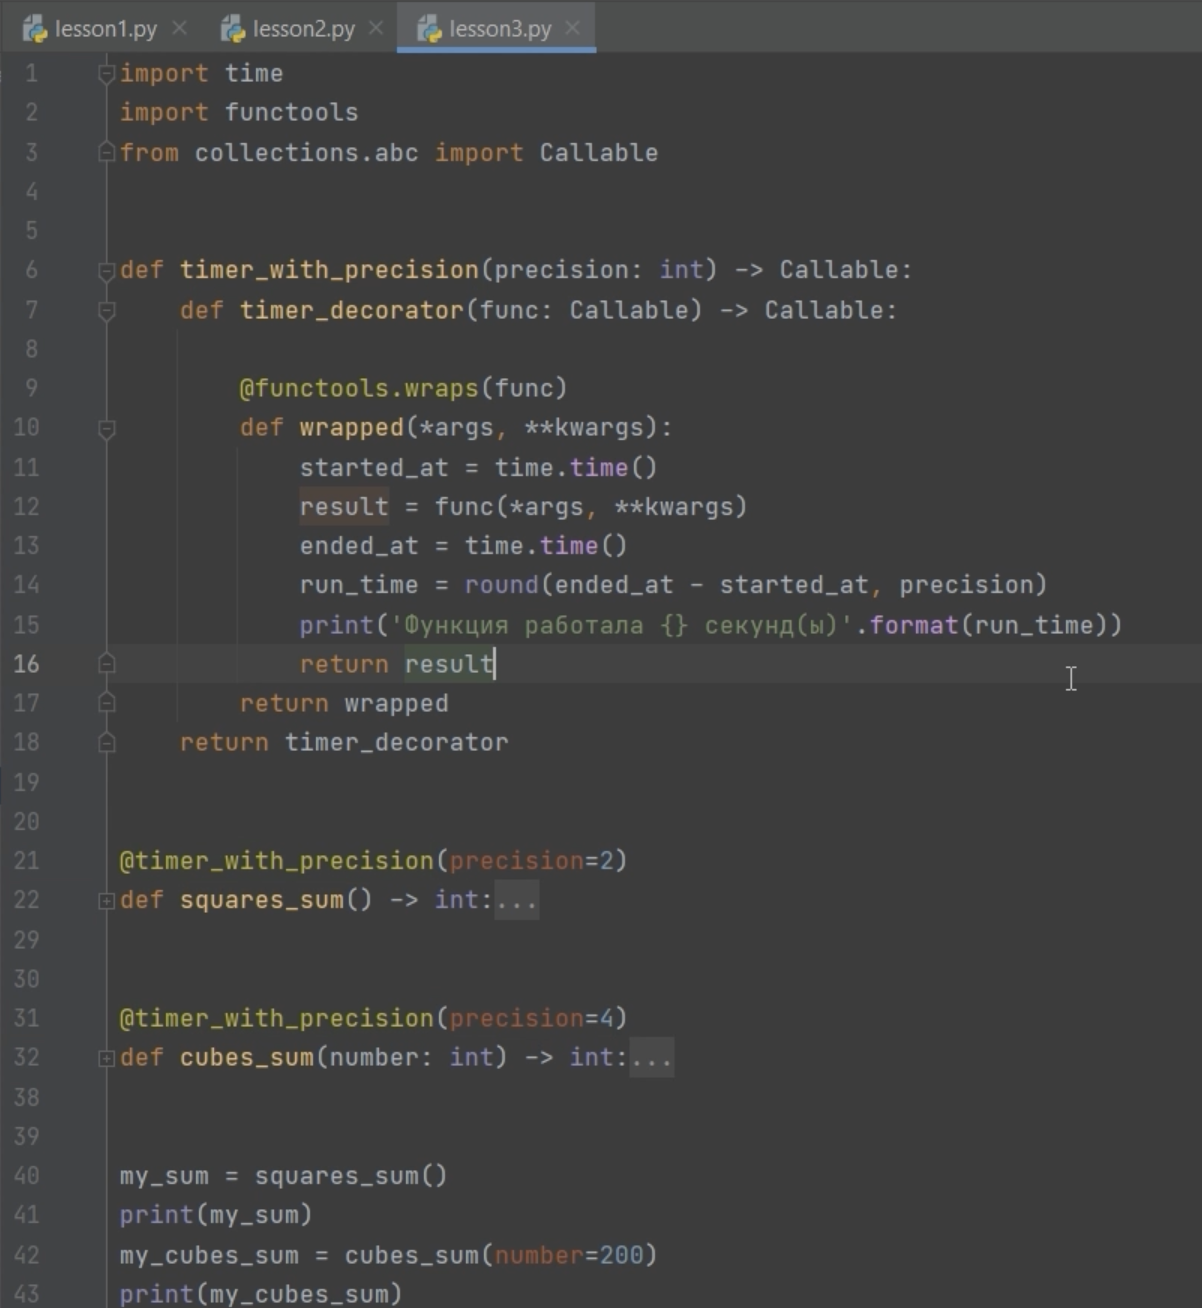 lesson1.py lesson2.py lesson3.py
1 import time
2 import functools
3 from collections.abc import Callable
4
5
6 def timer_with_precision(precision: int) -> Callable:
7     def timer_decorator(func: Callable) -> Callable:
8
9         @functools.wraps(func)
10         def wrapped(*args, **kwargs):
11             started_at = time.time()
12             result = func(*args, **kwargs)
13             ended_at = time.time()
14             run_time = round(ended_at - started_at, precision)
15             print('Функция работала {} секунд(ы)'.format(run_time))
16             return result
17         return wrapped
18     return timer_decorator
19
20
21 @timer_with_precision(precision=2)
22 def squares_sum() -> int:...
29
30
31 @timer_with_precision(precision=4)
32 def cubes_sum(number: int) -> int:...
38
39
40 my_sum = squares_sum()
41 print(my_sum)
42 my_cubes_sum = cubes_sum(number=200)
43 print(my_cubes_sum)